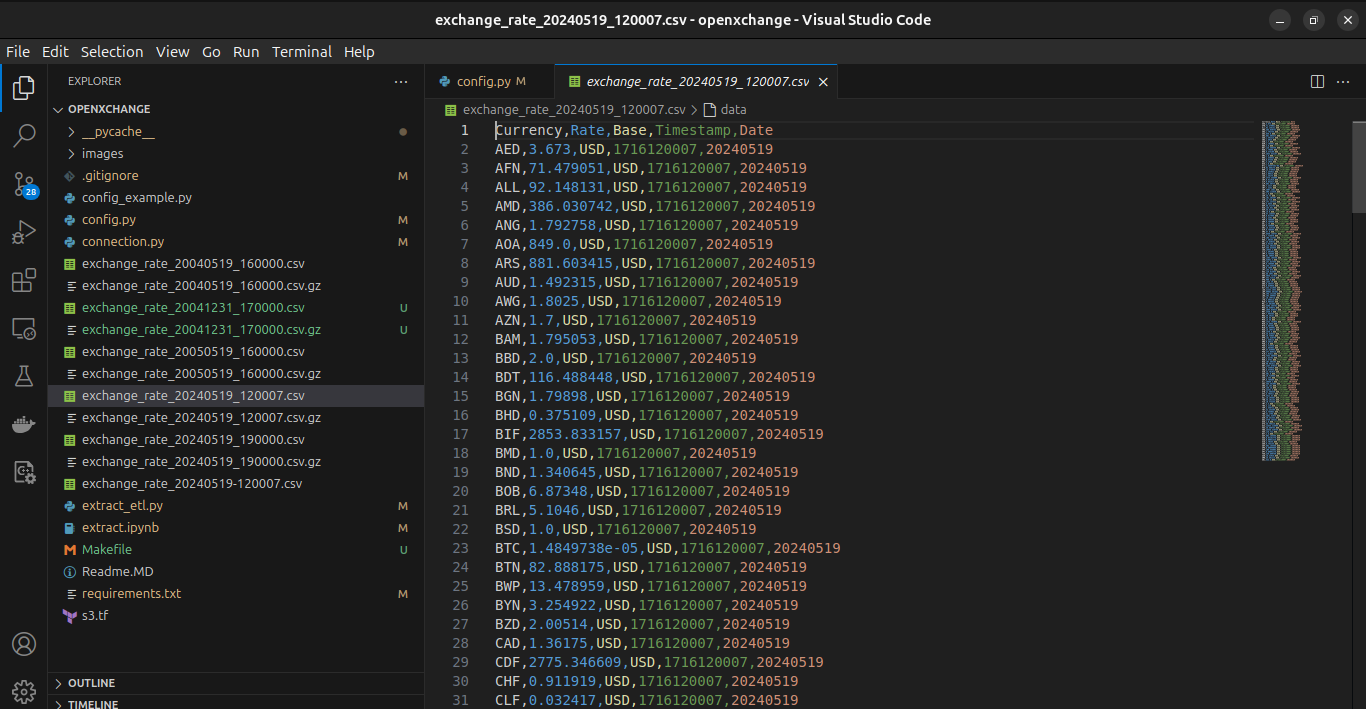 exchange_rate_20240519_120007.csv - openxchange - Visual Studio Code
File Edit Selection View Go Run Terminal Help
EXPLORER
OPENXCHANGE
__pycache__
images
.gitignore M
config_example.py
config.py M
connection.py M
exchange_rate_20040519_160000.csv
exchange_rate_20040519_160000.csv.gz
exchange_rate_20041231_170000.csv U
exchange_rate_20041231_170000.csv.gz U
exchange_rate_20050519_160000.csv
exchange_rate_20050519_160000.csv.gz
exchange_rate_20240519_120007.csv
exchange_rate_20240519_120007.csv.gz
exchange_rate_20240519_190000.csv
exchange_rate_20240519_190000.csv.gz
exchange_rate_20240519-120007.csv
extract_etl.py M
extract.ipynb M
Makefile U
Readme.MD
requirements.txt M
s3.tf
OUTLINE
TIMELINE
28
config.py M
exchange_rate_20240519_120007.csv
exchange_rate_20240519_120007.csv > data
1 Currency,Rate,Base,Timestamp,Date
2 AED,3.673,USD,1716120007,20240519
3 AFN,71.479051,USD,1716120007,20240519
4 ALL,92.148131,USD,1716120007,20240519
5 AMD,386.030742,USD,1716120007,20240519
6 ANG,1.792758,USD,1716120007,20240519
7 AOA,849.0,USD,1716120007,20240519
8 ARS,881.603415,USD,1716120007,20240519
9 AUD,1.492315,USD,1716120007,20240519
10 AWG,1.8025,USD,1716120007,20240519
11 AZN,1.7,USD,1716120007,20240519
12 BAM,1.795053,USD,1716120007,20240519
13 BBD,2.0,USD,1716120007,20240519
14 BDT,116.488448,USD,1716120007,20240519
15 BGN,1.79898,USD,1716120007,20240519
16 BHD,0.375109,USD,1716120007,20240519
17 BIF,2853.833157,USD,1716120007,20240519
18 BMD,1.0,USD,1716120007,20240519
19 BND,1.340645,USD,1716120007,20240519
20 BOB,6.87348,USD,1716120007,20240519
21 BRL,5.1046,USD,1716120007,20240519
22 BSD,1.0,USD,1716120007,20240519
23 BTC,1.4849738e-05,USD,1716120007,20240519
24 BTN,82.888175,USD,1716120007,20240519
25 BWP,13.478959,USD,1716120007,20240519
26 BYN,3.254922,USD,1716120007,20240519
27 BZD,2.00514,USD,1716120007,20240519
28 CAD,1.36175,USD,1716120007,20240519
29 CDF,2775.346609,USD,1716120007,20240519
30 CHF,0.911919,USD,1716120007,20240519
31 CLF,0.032417,USD,1716120007,20240519